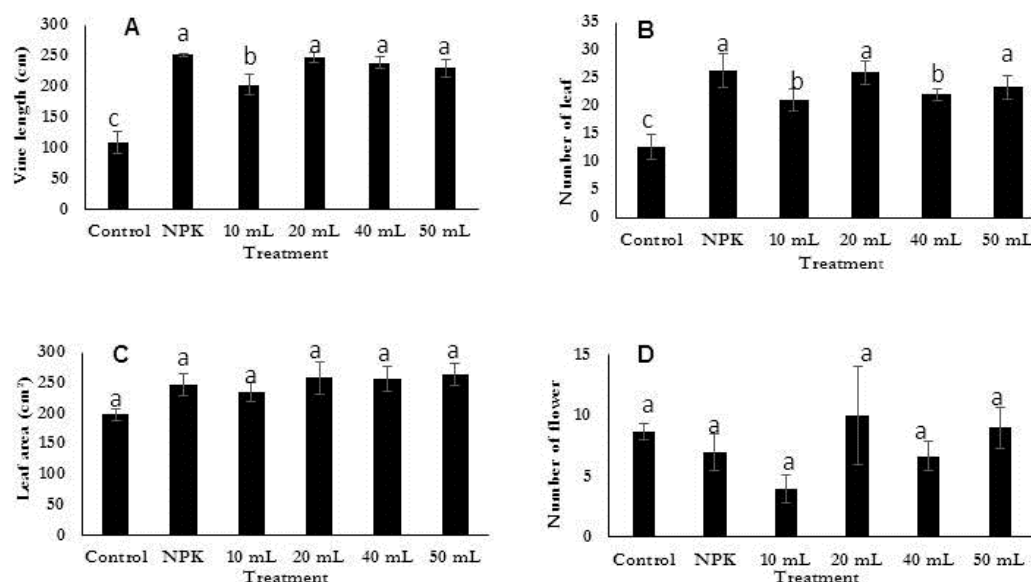 A
Vine length (cm)
300
250
200
150
100
50
0
c
a
b
a
a
a
Control NPK 10 mL 20 mL 40 mL 50 mL
Treatment
B
Number of leaf
35
30
25
20
15
10
5
0
c
a
b
a
b
a
Control NPK 10 mL 20 mL 40 mL 50 mL
Treatment
C
Leaf area (cm²)
300
250
200
150
100
50
0
a
a
a
a
a
a
Control NPK 10 mL 20 mL 40 mL 50 mL
Treatment
D
Number of flower
15
10
5
0
a
a
a
a
a
a
Control NPK 10 mL 20 mL 40 mL 50 mL
Treatment